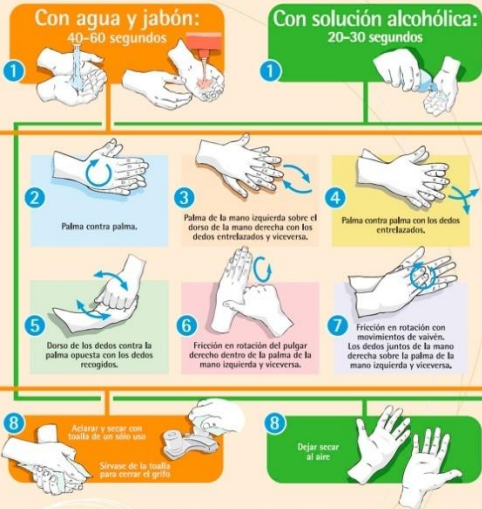 Con agua y jabón:
40-60 segundos
1
Con solución alcohólica:
20-30 segundos
1
2
Palma contra palma.
3
Palma de la mano izquierda sobre el
dorso de la mano derecha con los
dedos entrelazados y viceversa.
4
Palma contra palma con los dedos
entrelazados.
5
Dorso de los dedos contra la
palma opuesta con los dedos
recogidos.
6
Fricción en rotación del pulgar
derecho dentro de la palma de la
mano izquierda y viceversa.
7
Fricción en rotación con
movimientos de vaivén.
Los dedos juntos de la mano
derecha sobre la palma de la
mano izquierda y viceversa.
8
Aclarar y secar con
toalla de un sólo uso
Sírvase de la toalla
para cerrar el grifo
8
Dejar secar
al aire